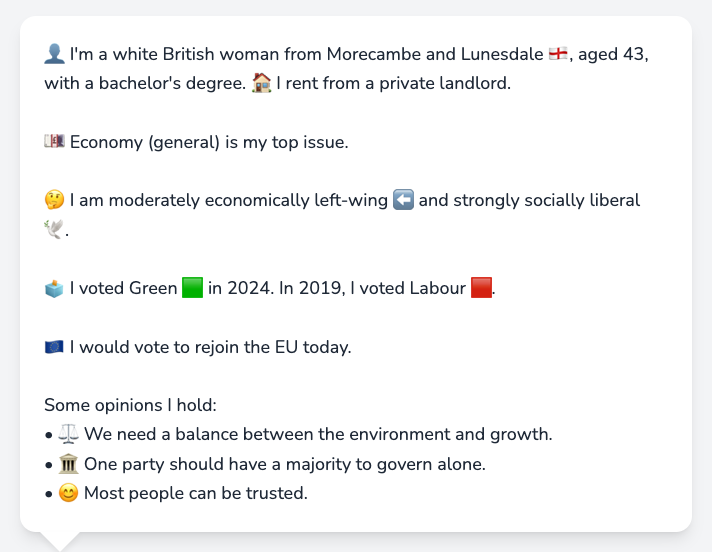 👤 I'm a white British woman from Morecambe and Lunesdale 🏴󠁧󠁢󠁥󠁮󠁧󠁿, aged 43,
with a bachelor's degree. 🏠 I rent from a private landlord.
💷 Economy (general) is my top issue.
🤔 I am moderately economically left-wing ⬅️ and strongly socially liberal
🕊️.
🗳️ I voted Green 🟩 in 2024. In 2019, I voted Labour 🟥.
🇪🇺 I would vote to rejoin the EU today.
Some opinions I hold:
• ⚖️ We need a balance between the environment and growth.
• 🏛️ One party should have a majority to govern alone.
• 😊 Most people can be trusted.